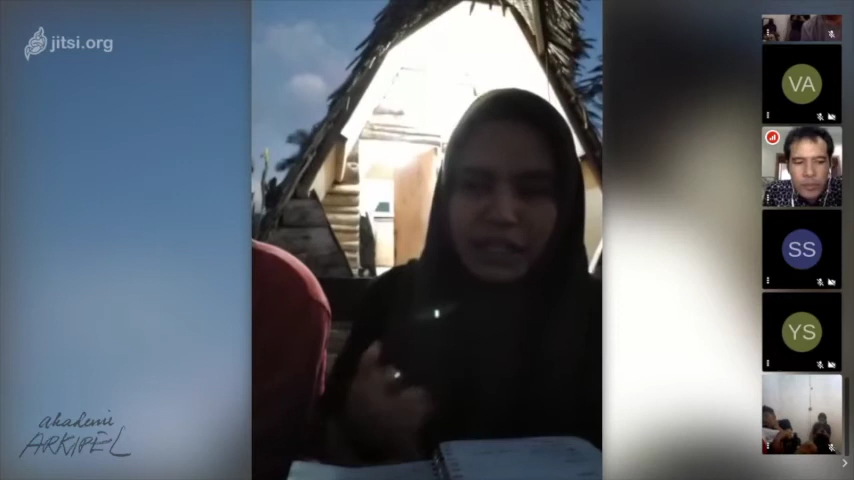 jitsi.org
VA
SS
YS
akademi
ARKIPEL